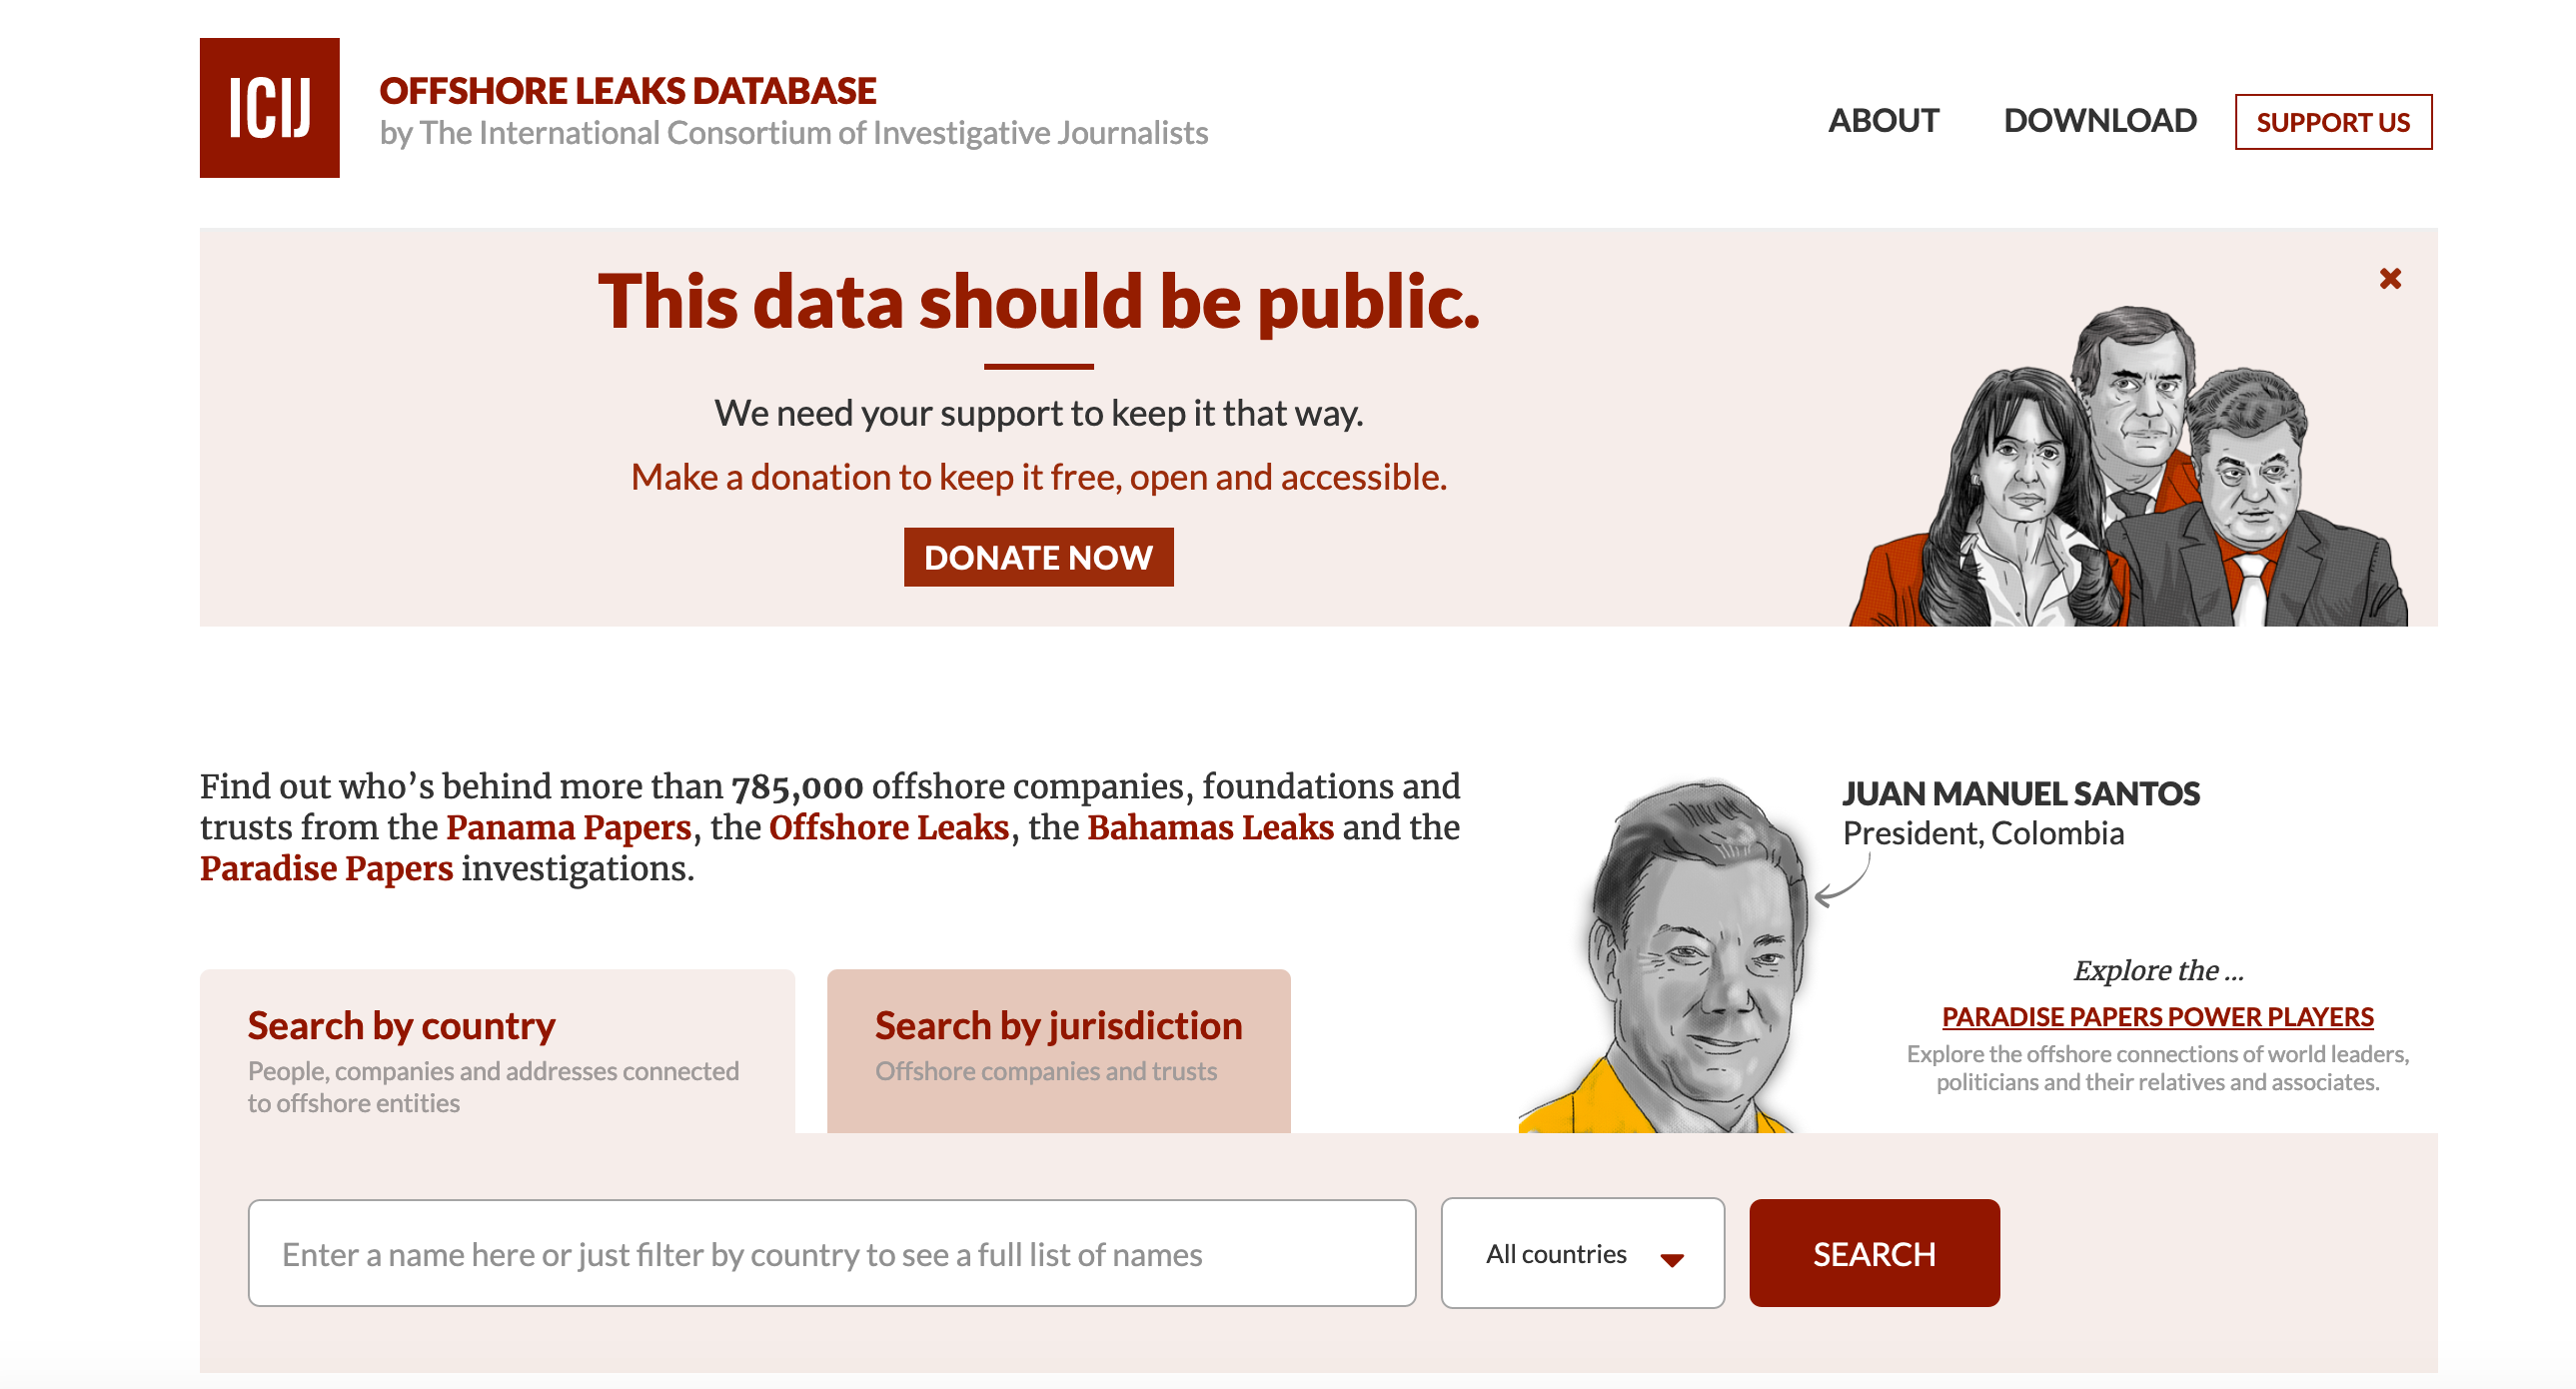 ICIJ
OFFSHORE LEAKS DATABASE
by The International Consortium of Investigative Journalists
ABOUT
DOWNLOAD
SUPPORT US
This data should be public.
We need your support to keep it that way.
Make a donation to keep it free, open and accessible.
DONATE NOW
Find out who’s behind more than 785,000 offshore companies, foundations and
trusts from the Panama Papers, the Offshore Leaks, the Bahamas Leaks and the
Paradise Papers investigations.
JUAN MANUEL SANTOS
President, Colombia
Explore the ...
PARADISE PAPERS POWER PLAYERS
Explore the offshore connections of world leaders,
politicians and their relatives and associates.
Search by country
People, companies and addresses connected
to offshore entities
Search by jurisdiction
Offshore companies and trusts
Enter a name here or just filter by country to see a full list of names
All countries
SEARCH